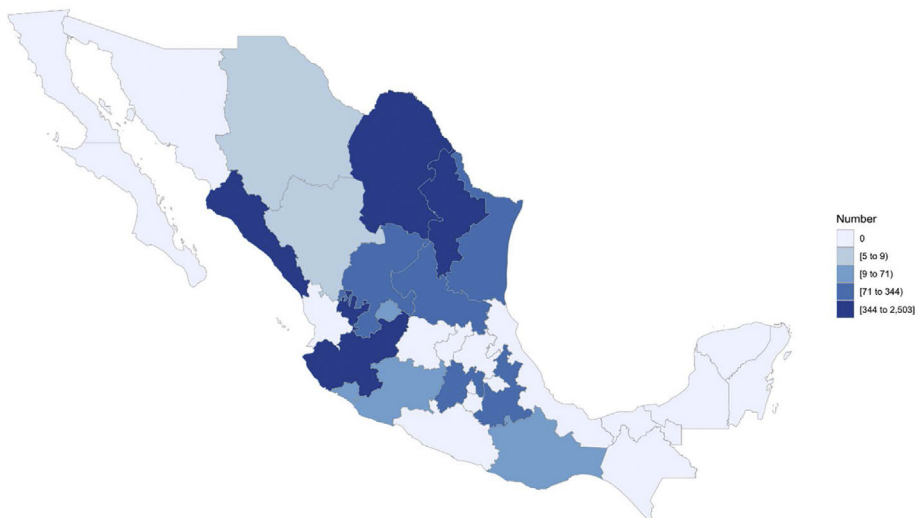 Number
0
[5 to 9)
[9 to 71)
[71 to 344)
[344 to 2,503]